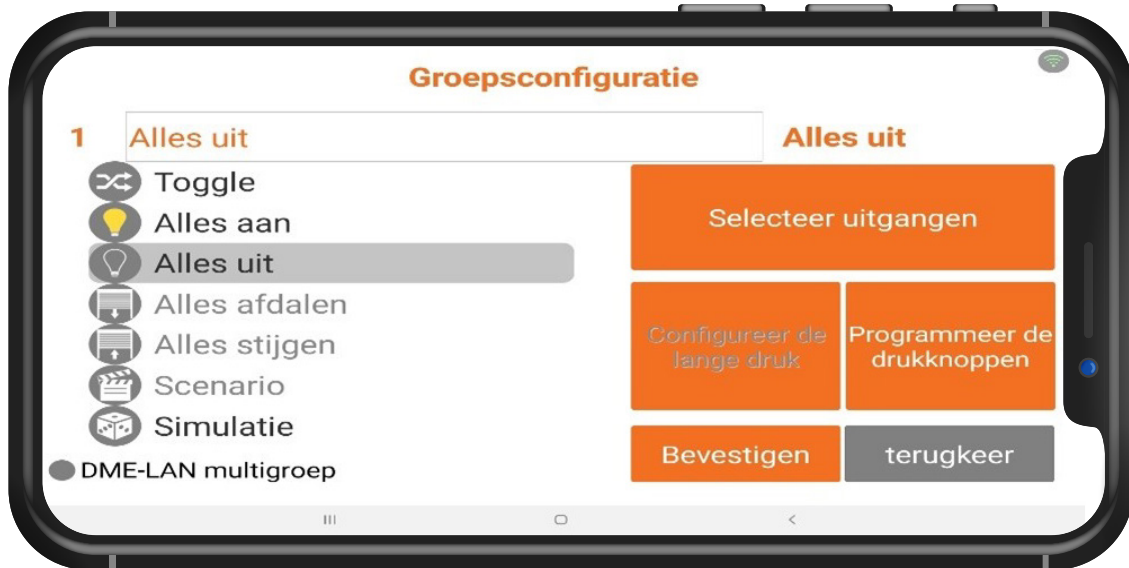 Groepsconfiguratie
1 Alles uit Alles uit
Toggle
Alles aan
Alles uit
Alles afdalen
Alles stijgen
Scenario
Simulatie
DME-LAN multigroep
Selecteer uitgangen
Configureer de
lange druk
Programmeer de
drukknoppen
Bevestigen
terugkeer